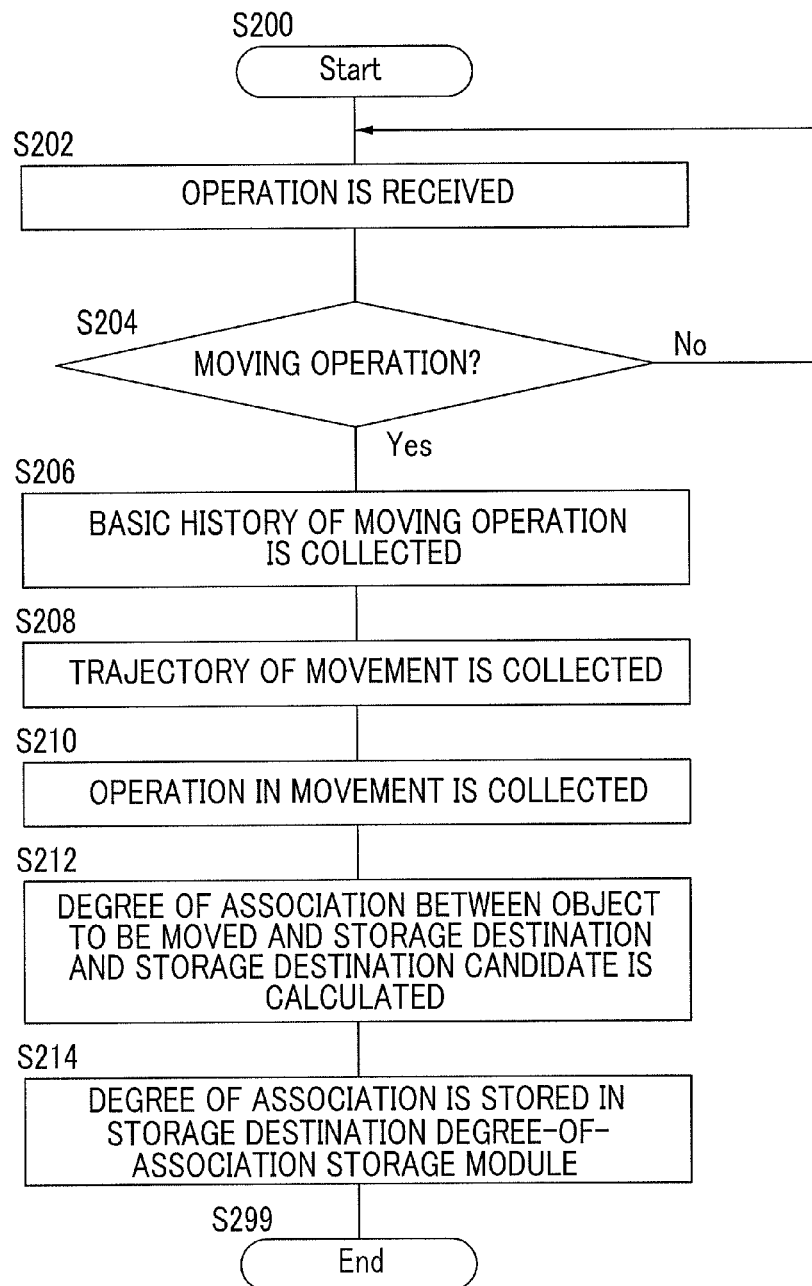 S200
Start
S202
OPERATION IS RECEIVED
S204
MOVING OPERATION?
No
Yes
S206
BASIC HISTORY OF MOVING OPERATION
IS COLLECTED
S208
TRAJECTORY OF MOVEMENT IS COLLECTED
S210
OPERATION IN MOVEMENT IS COLLECTED
S212
DEGREE OF ASSOCIATION BETWEEN OBJECT
TO BE MOVED AND STORAGE DESTINATION
AND STORAGE DESTINATION CANDIDATE IS
CALCULATED
S214
DEGREE OF ASSOCIATION IS STORED IN
STORAGE DESTINATION DEGREE-OF-
ASSOCIATION STORAGE MODULE
S299
End